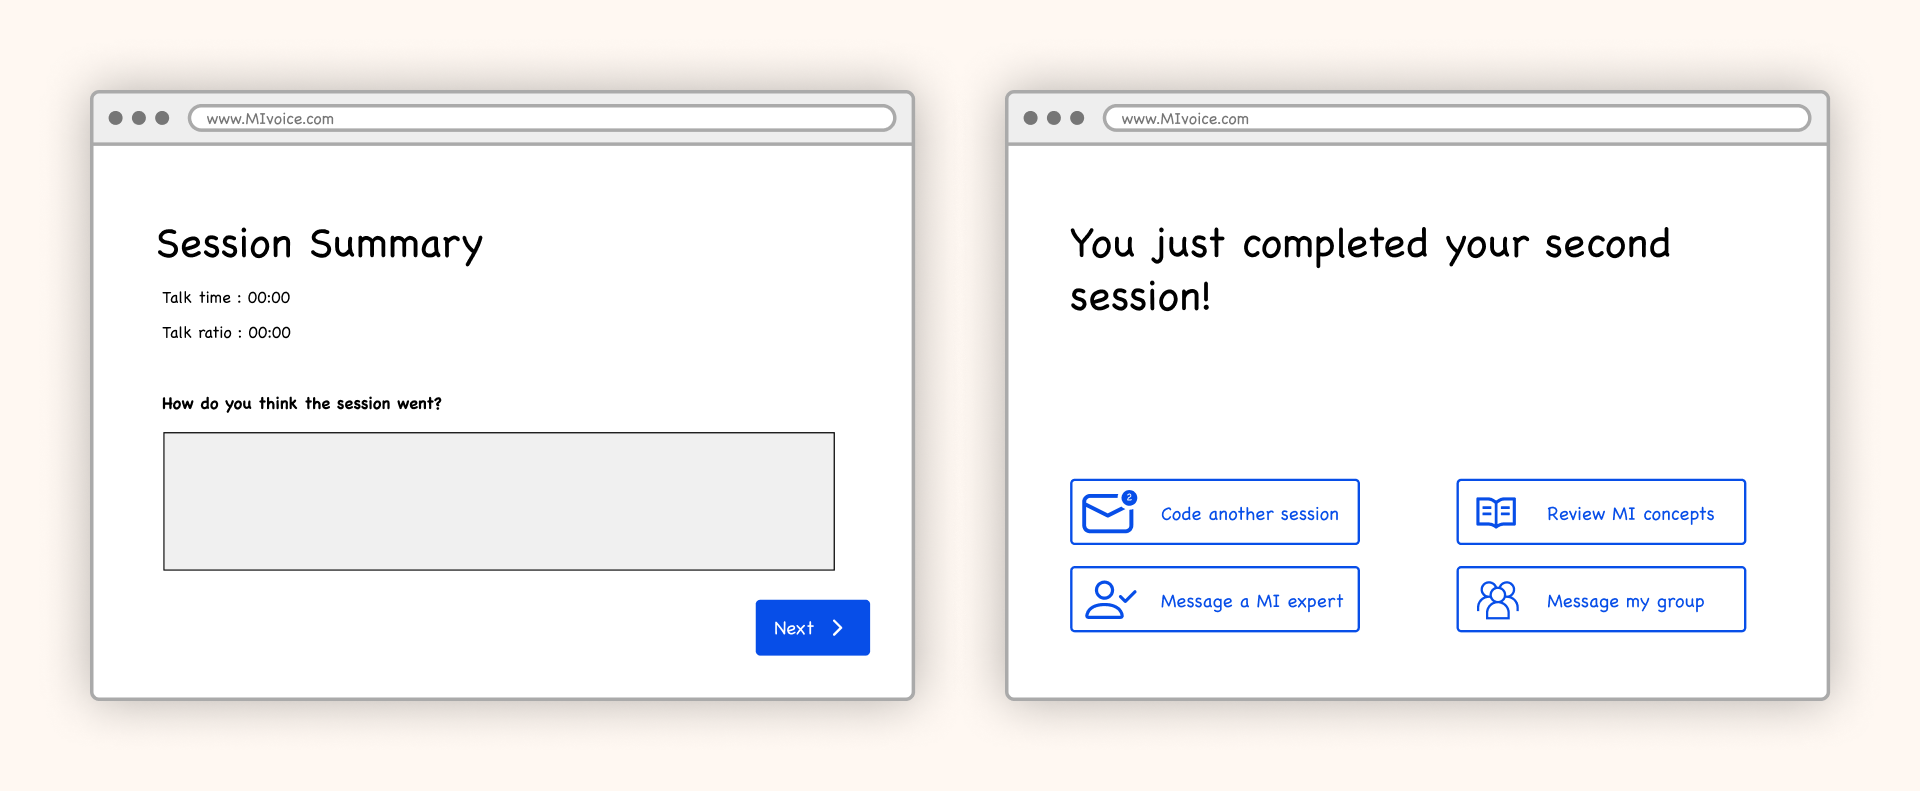 www.MIvoice.com
Session Summary
Talk time : 00:00
Talk ratio : 00:00
How do you think the session went?
Next
www.MIvoice.com
You just completed your second
session!
2
Code another session
Review MI concepts
Message a MI expert
Message my group